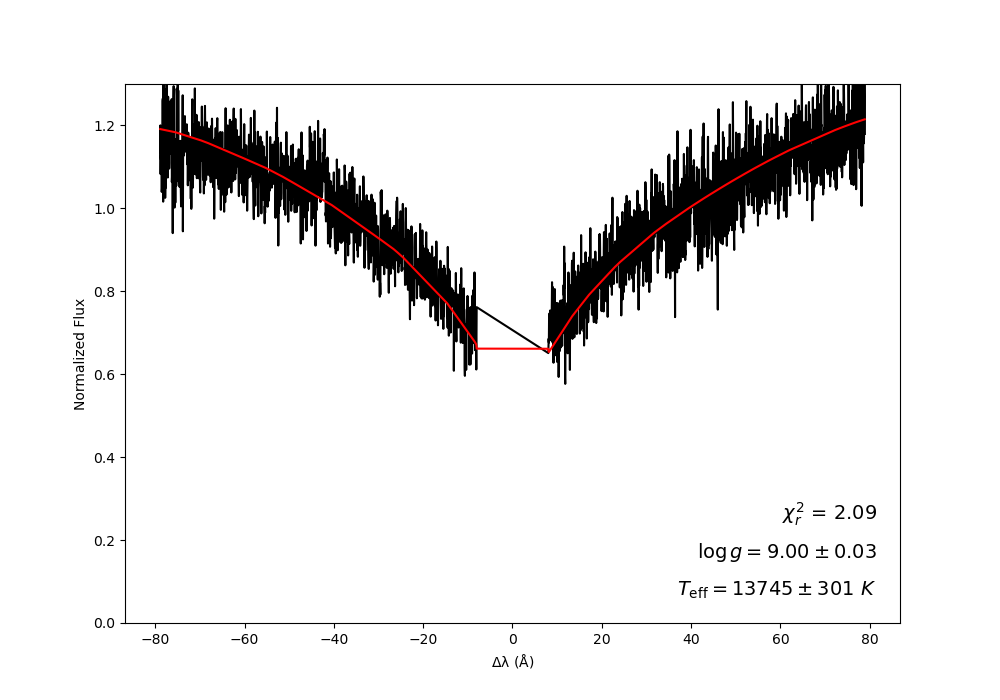 1.2
1.0
0.8
0.6
0.4
0.2
0.0
Normalized Flux
χ²ᵣ = 2.09
log g = 9.00 ± 0.03
T_eff = 13745 ± 301 K
−80 −60 −40 −20 0 20 40 60 80
Δλ (Å)